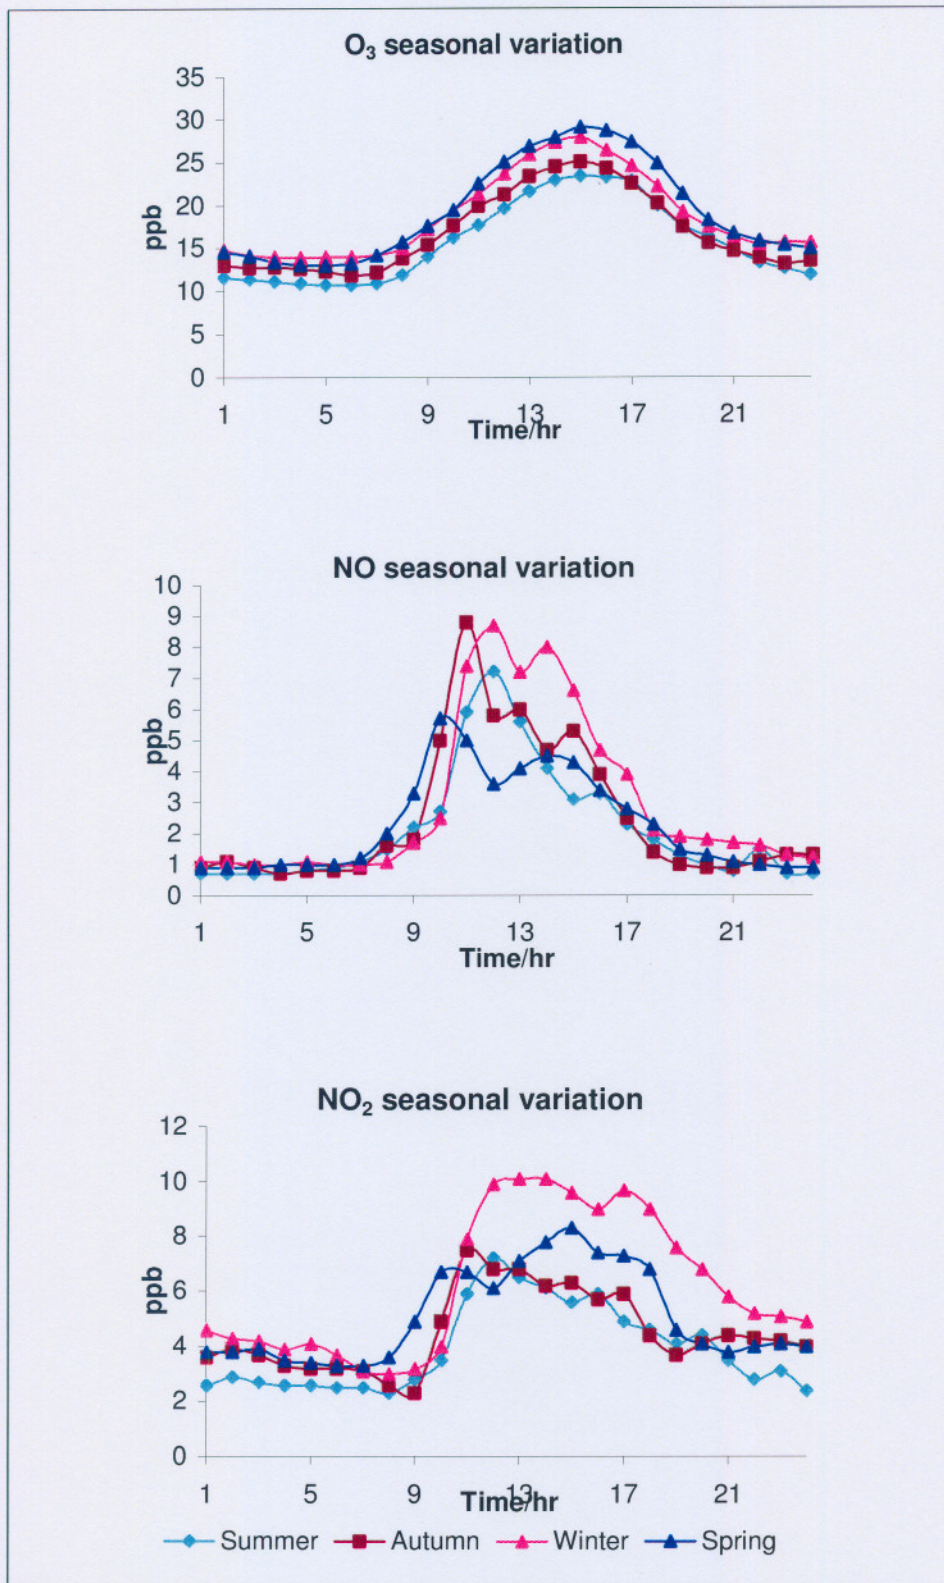 O₃ seasonal variation
35
30
25
20
15
10
5
0
ppb
1 5 9 13 17 21
Time/hr
NO seasonal variation
10
9
8
7
6
5
4
3
2
1
0
ppb
1 5 9 13 17 21
Time/hr
NO₂ seasonal variation
12
10
8
6
4
2
0
ppb
1 5 9 13 17 21
Time/hr
Summer Autumn Winter Spring